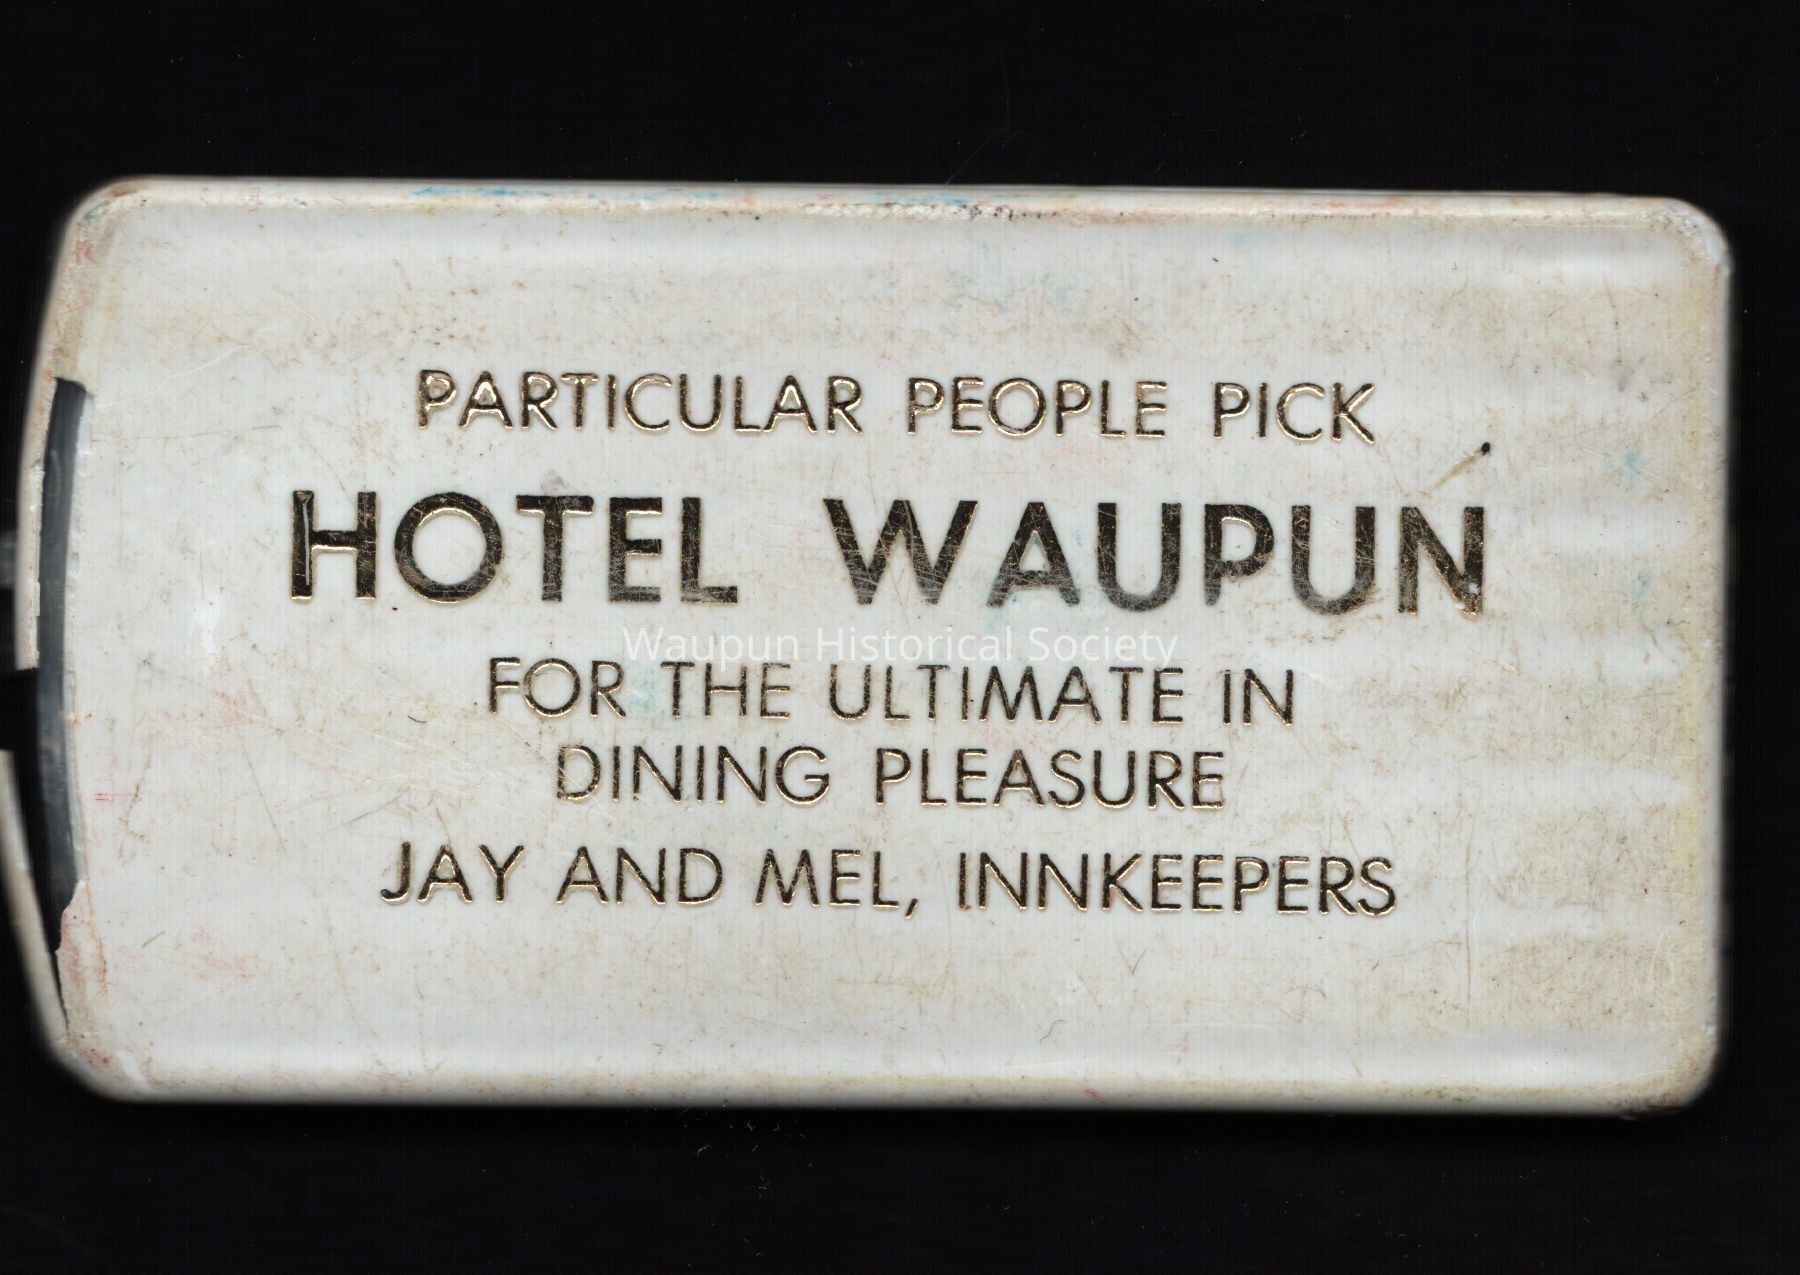 PARTICULAR PEOPLE PICK
HOTEL WAUPUN
Waupun Historical Society
FOR THE ULTIMATE IN
DINING PLEASURE
JAY AND MEL, INNKEEPERS